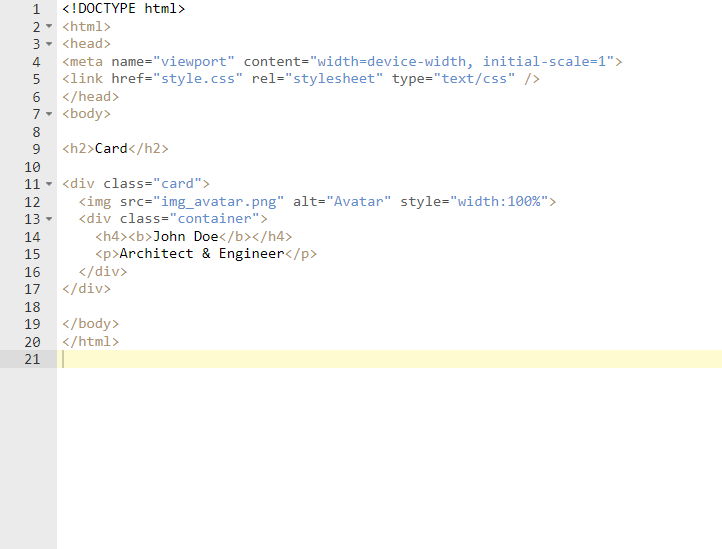 1 <!DOCTYPE html>
2 <html>
3 <head>
4 <meta name="viewport" content="width=device-width, initial-scale=1">
5 <link href="style.css" rel="stylesheet" type="text/css" />
6 </head>
7 <body>
8
9 <h2>Card</h2>
10
11 <div class="card">
12   <img src="img_avatar.png" alt="Avatar" style="width:100%">
13   <div class="container">
14     <h4><b>John Doe</b></h4>
15     <p>Architect & Engineer</p>
16   </div>
17 </div>
18
19 </body>
20 </html>
21